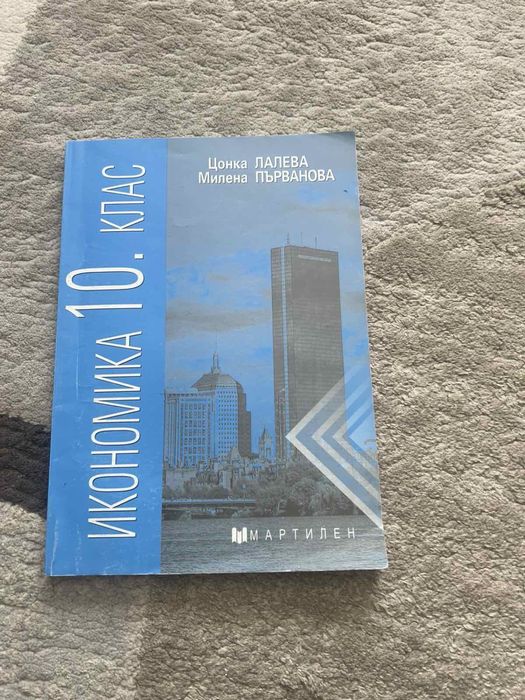 Цонка ЛАЛЕВА
Милена ПЪРВАНОВА
ИКОНОМИКА 10. КЛАС
МАРТИЛЕН